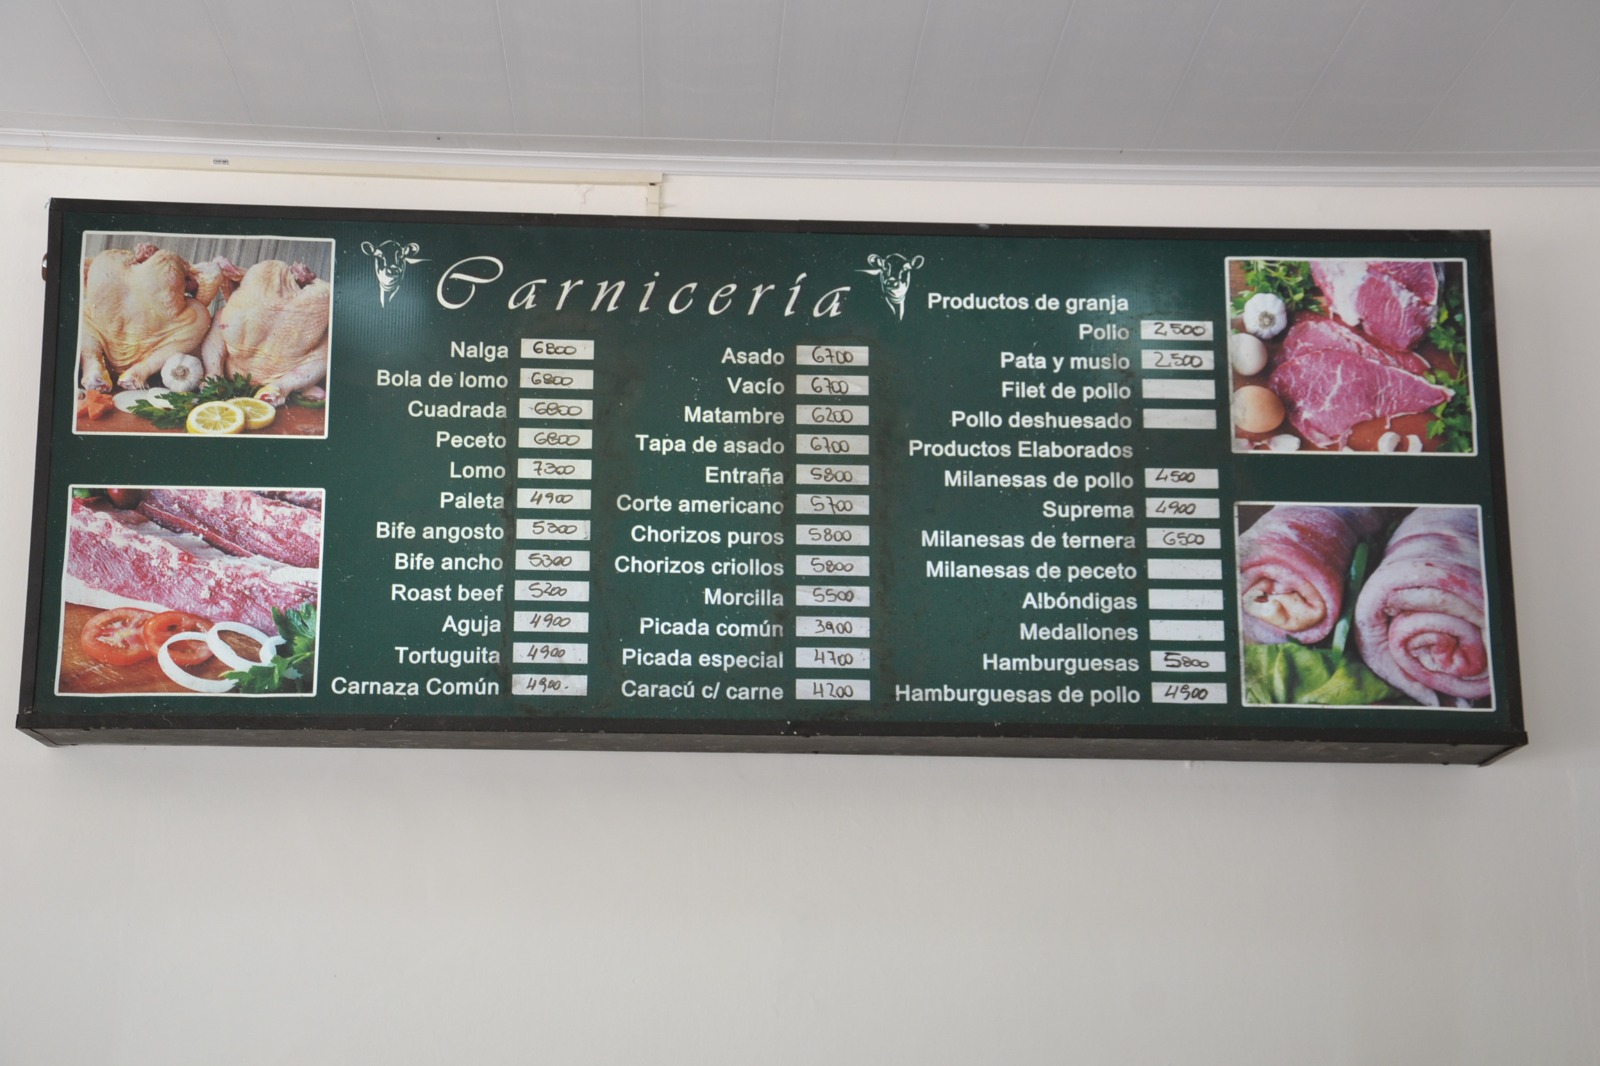 Carnicería
Nalga 6800
Bola de lomo 6800
Cuadrada 6800
Peceto 6800
Lomo 7300
Paleta 4900
Bife angosto 5300
Bife ancho 5300
Roast beef 5200
Aguja 4900
Tortuguita 4900
Carnaza Común 4900.
Asado 6700
Vacío 6700
Matambre 6200
Tapa de asado 6700
Entraña 5800
Corte americano 5700
Chorizos puros 5800
Chorizos criollos 5800
Morcilla 5500
Picada común 3900
Picada especial 4700
Caracú c/ carne 4200
Productos de granja
Pollo 2500
Pata y muslo 2500
Filet de pollo
Pollo deshuesado
Productos Elaborados
Milanesas de pollo 4500
Suprema 4900
Milanesas de ternera 6500
Milanesas de peceto
Albóndigas
Medallones
Hamburguesas 5800
Hamburguesas de pollo 4900